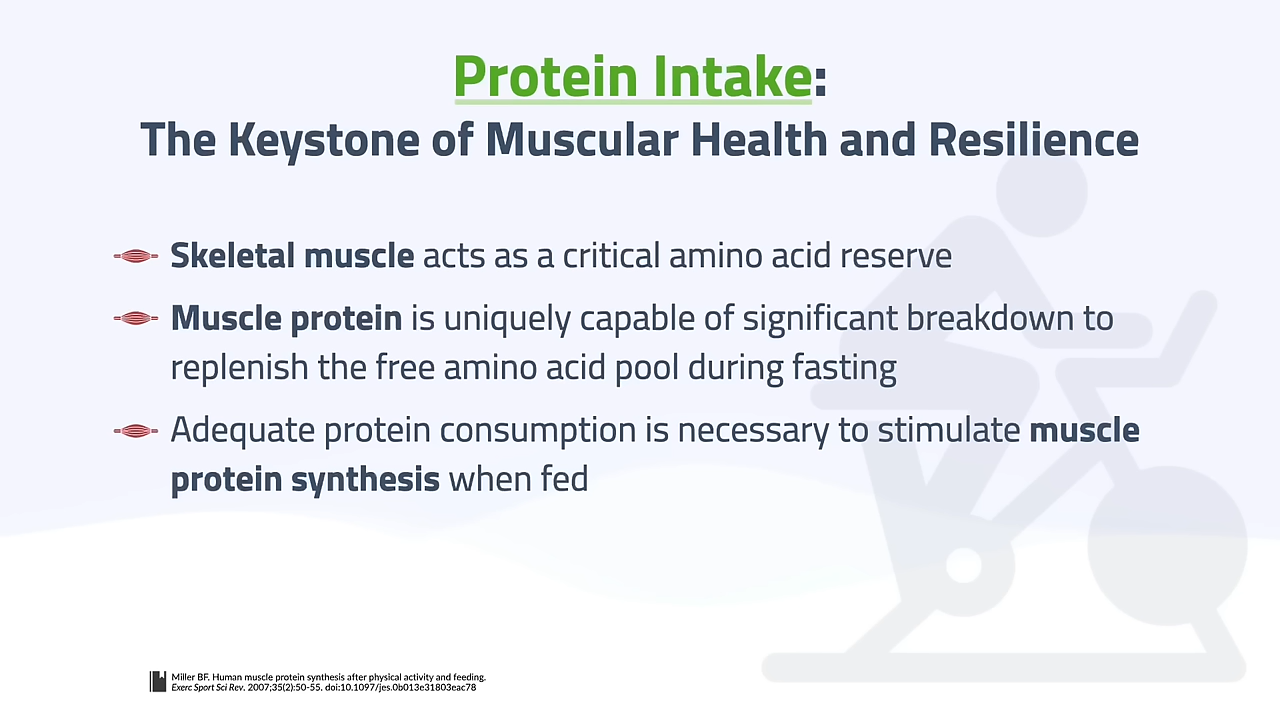 Protein Intake:
The Keystone of Muscular Health and Resilience
Skeletal muscle acts as a critical amino acid reserve
Muscle protein is uniquely capable of significant breakdown to
replenish the free amino acid pool during fasting
Adequate protein consumption is necessary to stimulate muscle
protein synthesis when fed
Miller BF. Human muscle protein synthesis after physical activity and feeding.
Exerc Sport Sci Rev. 2007;35(2):50-55. doi:10.1097/jes.0b013e31803eac78